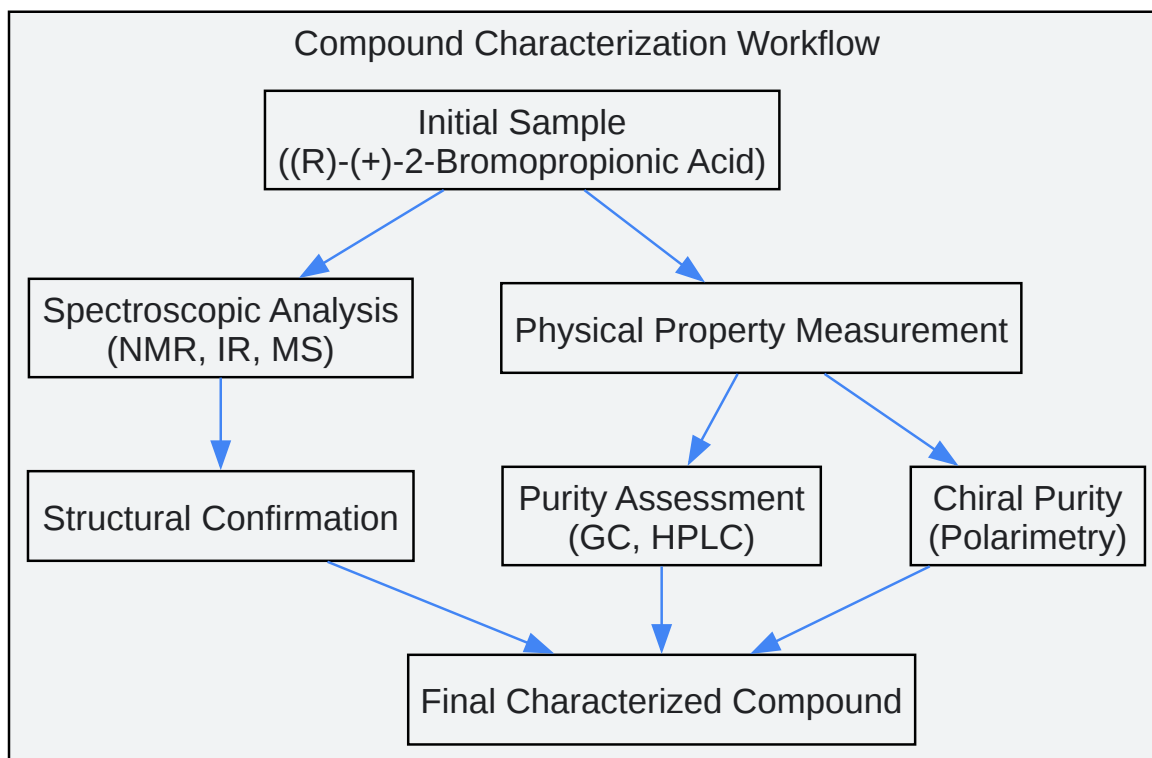 Compound Characterization Workflow
Initial Sample
((R)-(+)-2-Bromopropionic Acid)
Spectroscopic Analysis
(NMR, IR, MS)
Physical Property Measurement
Structural Confirmation
Purity Assessment
(GC, HPLC)
Chiral Purity
(Polarimetry)
Final Characterized Compound